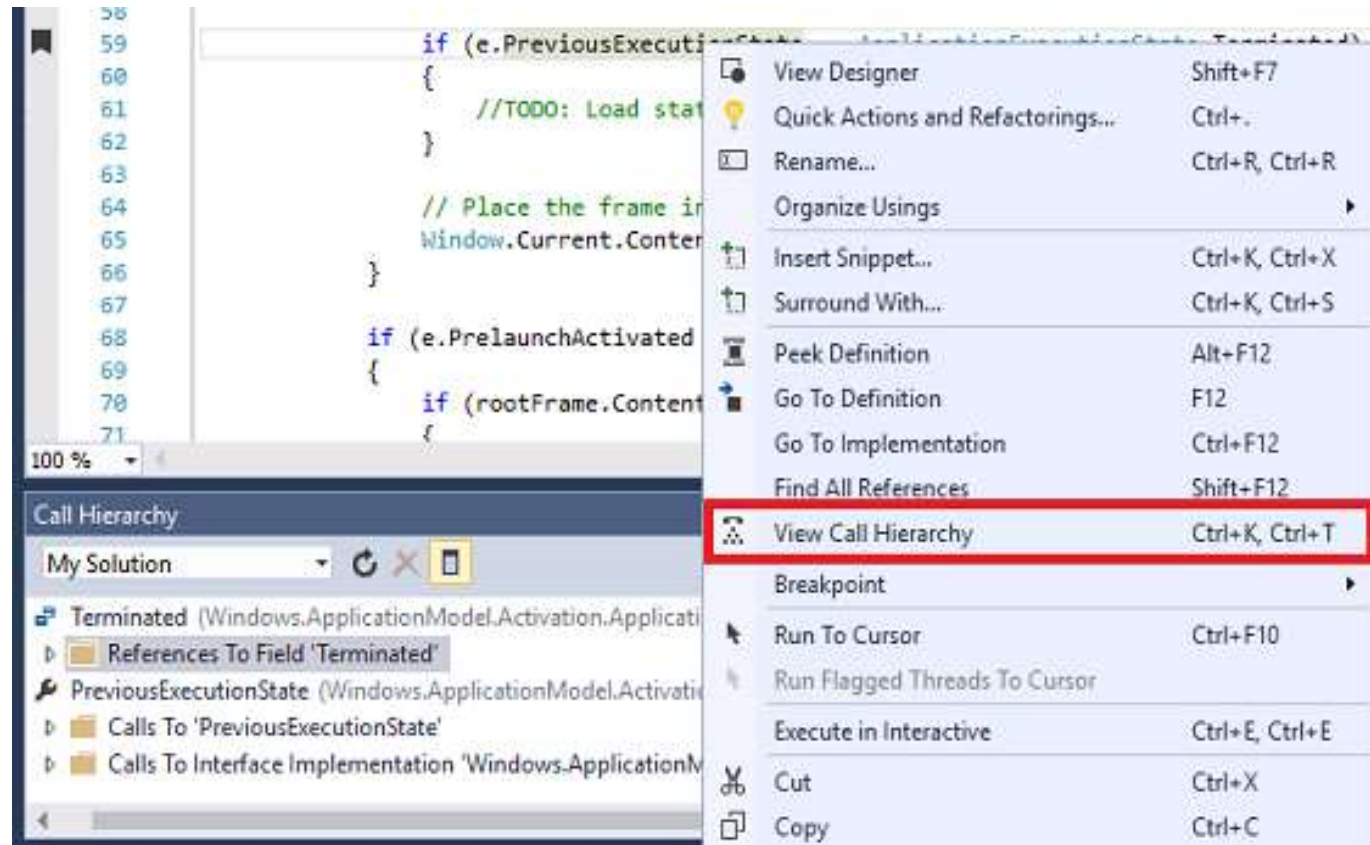 58
59 if (e.PreviousExecutionState ApplicationExecutionState.Terminated)
60 {
61 //TODO: Load stat
62 }
63
64 // Place the frame in
65 Window.Current.Conten
66 }
67
68 if (e.PrelaunchActivated
69 {
70 if (rootFrame.Content
71 {
100 %
View Designer Shift+F7
Quick Actions and Refactorings... Ctrl+.
Rename... Ctrl+R, Ctrl+R
Organize Usings
Insert Snippet... Ctrl+K, Ctrl+X
Surround With... Ctrl+K, Ctrl+S
Peek Definition Alt+F12
Go To Definition F12
Go To Implementation Ctrl+F12
Find All References Shift+F12
View Call Hierarchy Ctrl+K, Ctrl+T
Breakpoint
Run To Cursor Ctrl+F10
Run Flagged Threads To Cursor
Execute in Interactive Ctrl+E, Ctrl+E
Cut Ctrl+X
Copy Ctrl+C
Call Hierarchy
My Solution
Terminated (Windows.ApplicationModel.Activation.Applicati
References To Field 'Terminated'
PreviousExecutionState (Windows.ApplicationModel.Activatio
Calls To 'PreviousExecutionState'
Calls To Interface Implementation 'Windows.ApplicationM